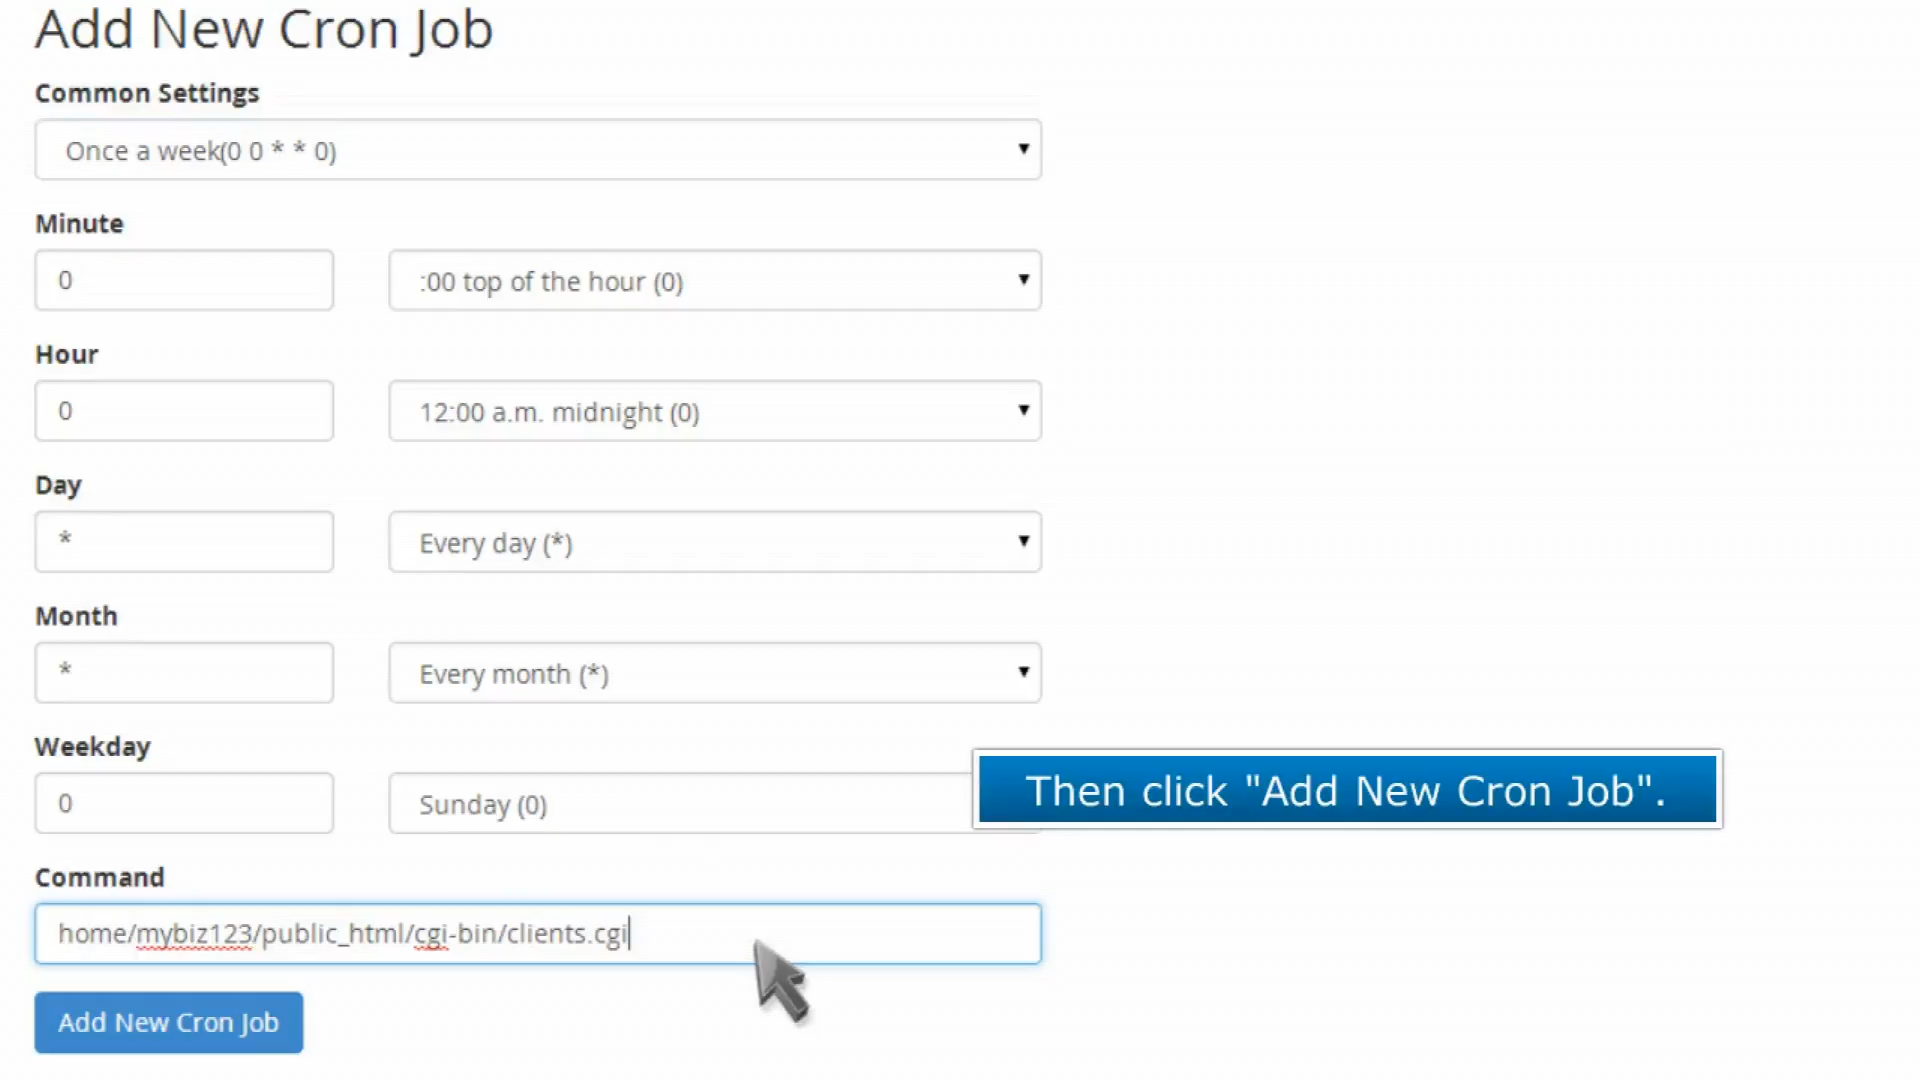 Add New Cron Job
Common Settings
Once a week(0 0 * * 0)
Minute
0 :00 top of the hour (0)
Hour
0 12:00 a.m. midnight (0)
Day
* Every day (*)
Month
* Every month (*)
Weekday
0 Sunday (0)
Then click "Add New Cron Job".
Command
home/mybiz123/public_html/cgi-bin/clients.cgi
Add New Cron Job